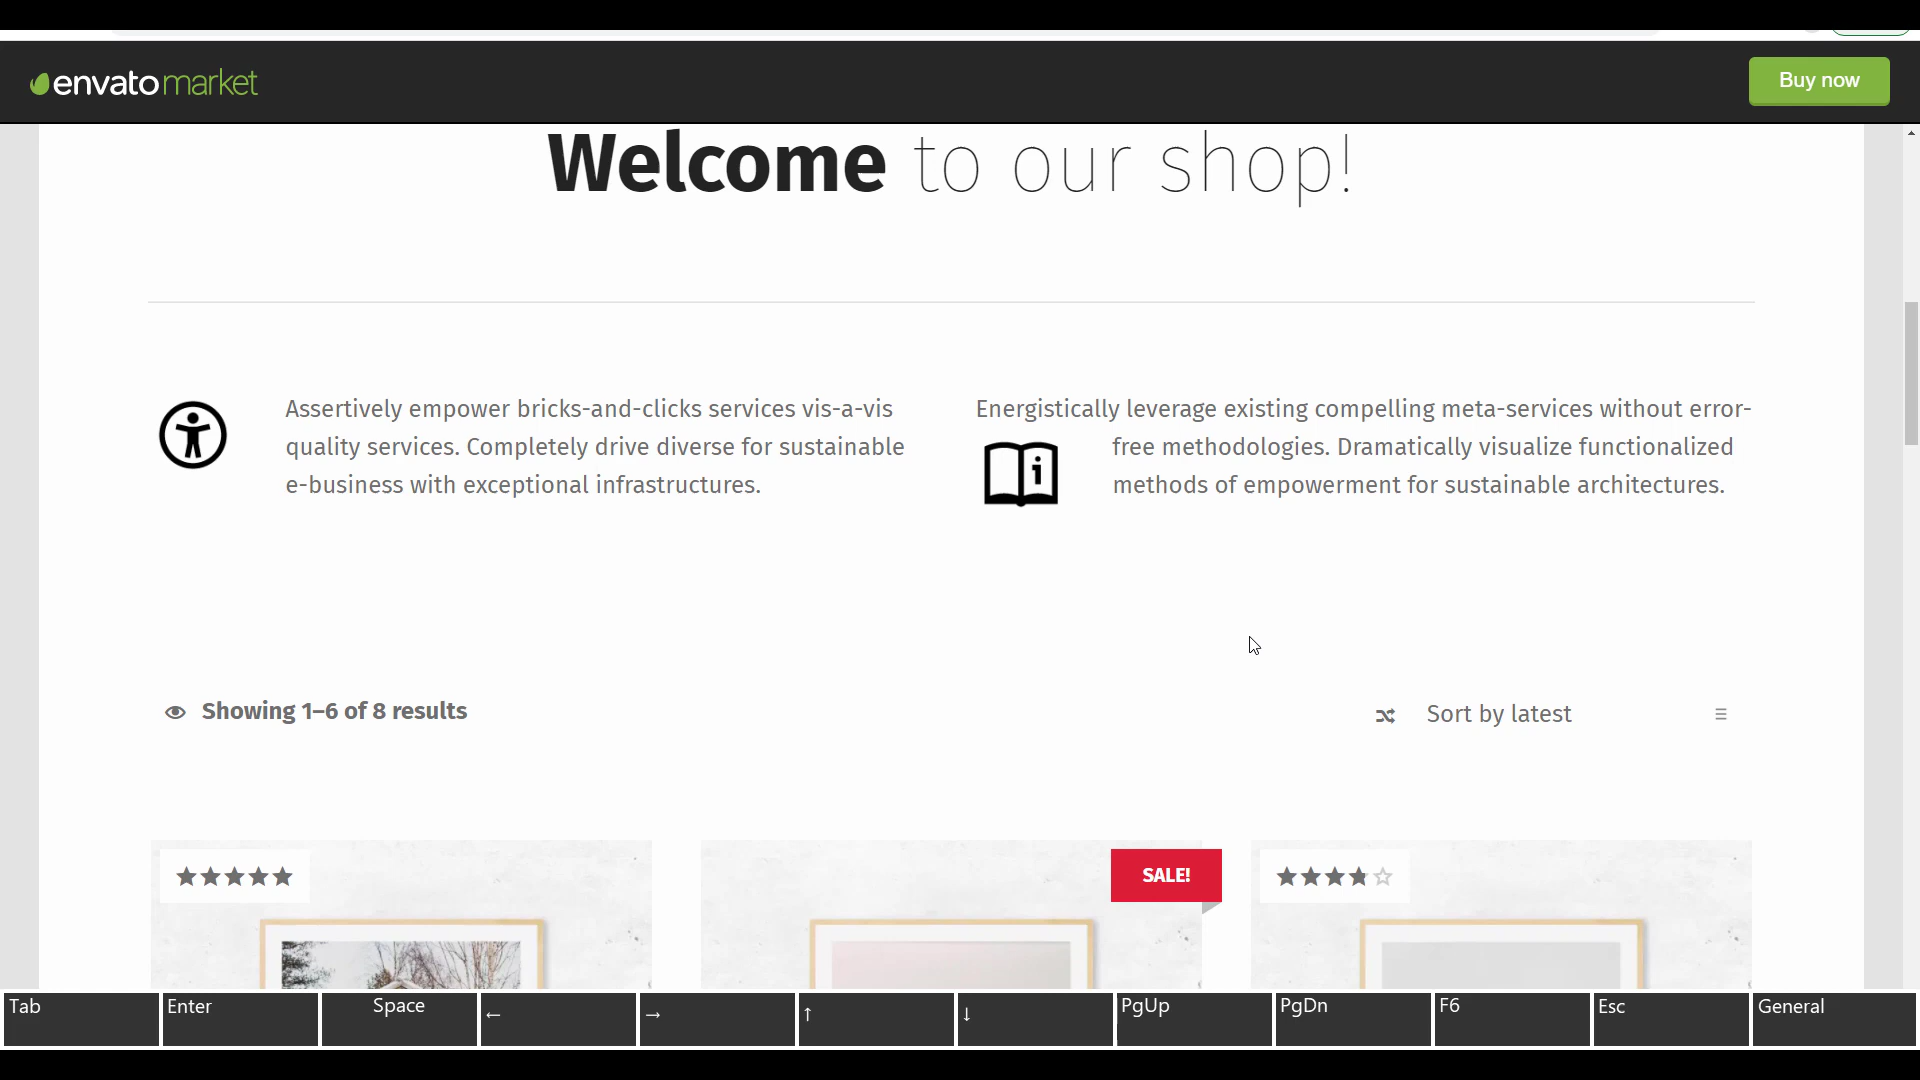 envato market
Buy now
Welcome to our shop!
Assertively empower bricks-and-clicks services vis-a-vis
quality services. Completely drive diverse for sustainable
e-business with exceptional infrastructures.
Energistically leverage existing compelling meta-services without error-
free methodologies. Dramatically visualize functionalized
methods of empowerment for sustainable architectures.
Showing 1–6 of 8 results
Sort by latest
SALE!
Tab
Enter
Space
←
→
↑
↓
PgUp
PgDn
F6
Esc
General